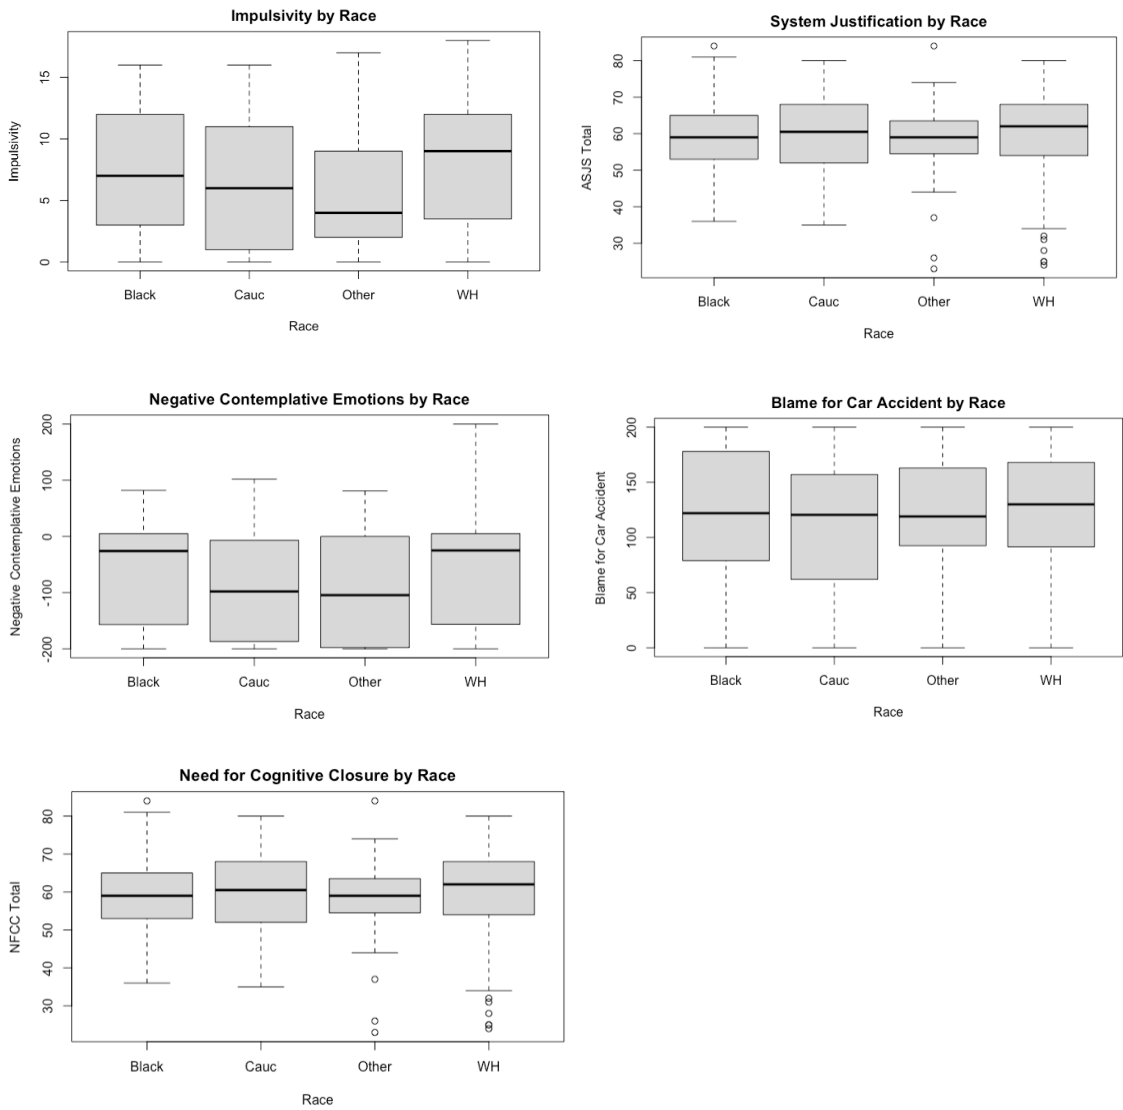 Impulsivity by Race
Impulsivity
15
10
5
0
Black Cauc Other WH
Race
System Justification by Race
ASJS Total
80
70
60
50
40
30
Black Cauc Other WH
Race
Negative Contemplative Emotions by Race
Negative Contemplative Emotions
200
100
0
-100
-200
Black Cauc Other WH
Race
Blame for Car Accident by Race
Blame for Car Accident
200
150
100
50
0
Black Cauc Other WH
Race
Need for Cognitive Closure by Race
NFCC Total
80
70
60
50
40
30
Black Cauc Other WH
Race